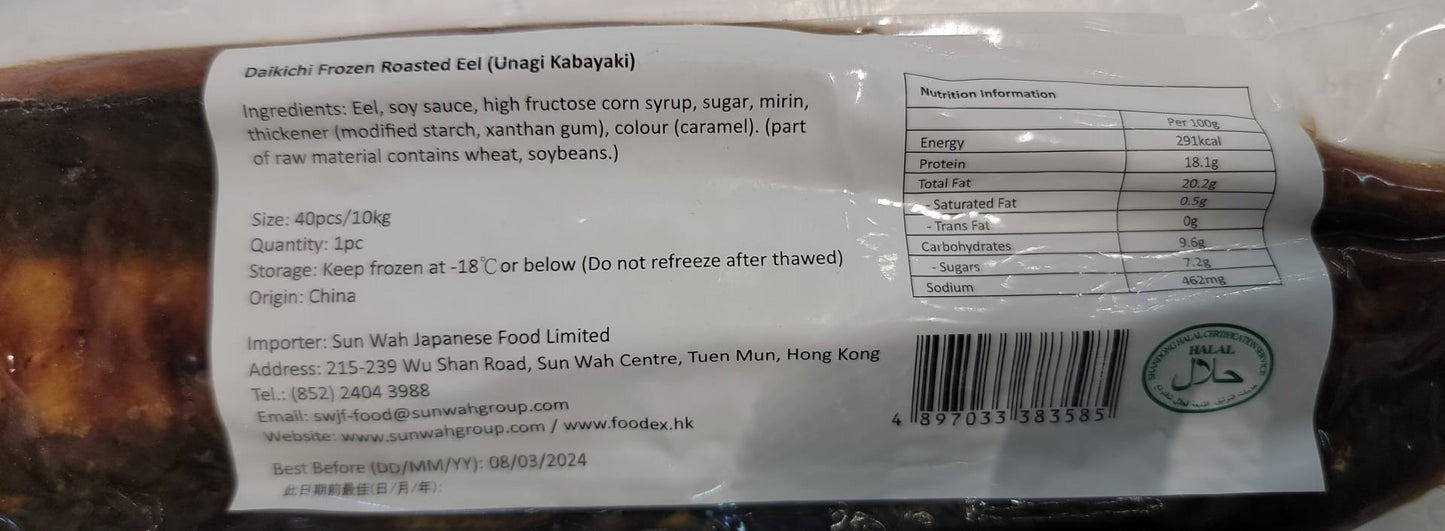 Daikichi Frozen Roasted Eel (Unagi Kabayaki)
Ingredients: Eel, soy sauce, high fructose corn syrup, sugar, mirin,
thickener (modified starch, xanthan gum), colour (caramel). (part
of raw material contains wheat, soybeans.)
Size: 40pcs/10kg
Quantity: 1pc
Storage: Keep frozen at -18℃ or below (Do not refreeze after thawed)
Origin: China
Importer: Sun Wah Japanese Food Limited
Address: 215-239 Wu Shan Road, Sun Wah Centre, Tuen Mun, Hong Kong
Tel.: (852) 2404 3988
Email: swjf-food@sunwahgroup.com
Website: www.sunwahgroup.com / www.foodex.hk
Best Before (DD/MM/YY): 08/03/2024
此日期前最佳(日/月/年):
Nutrition Information
Per 100g
Energy 291kcal
Protein 18.1g
Total Fat 20.2g
- Saturated Fat 0.5g
- Trans Fat 0g
Carbohydrates 9.6g
- Sugars 7.2g
Sodium 462mg
4 897033 383585
SHANDONG HALAL CERTIFICATION SERVICE
HALAL
حلال